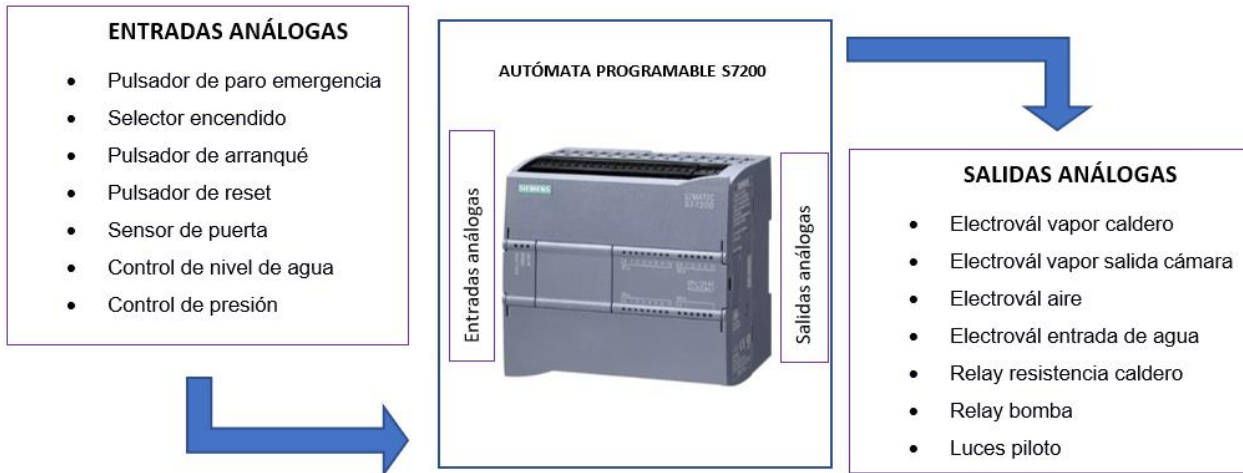 ENTRADAS ANÁLOGAS
• Pulsador de paro emergencia
• Selector encendido
• Pulsador de arranqué
• Pulsador de reset
• Sensor de puerta
• Control de nivel de agua
• Control de presión
AUTÓMATA PROGRAMABLE S7200
Entradas análogas
SIEMENS
SIMATIC
S7-1200
Salidas análogas
SALIDAS ANÁLOGAS
• Electrovál vapor caldero
• Electrovál vapor salida cámara
• Electrovál aire
• Electrovál entrada de agua
• Relay resistencia caldero
• Relay bomba
• Luces piloto